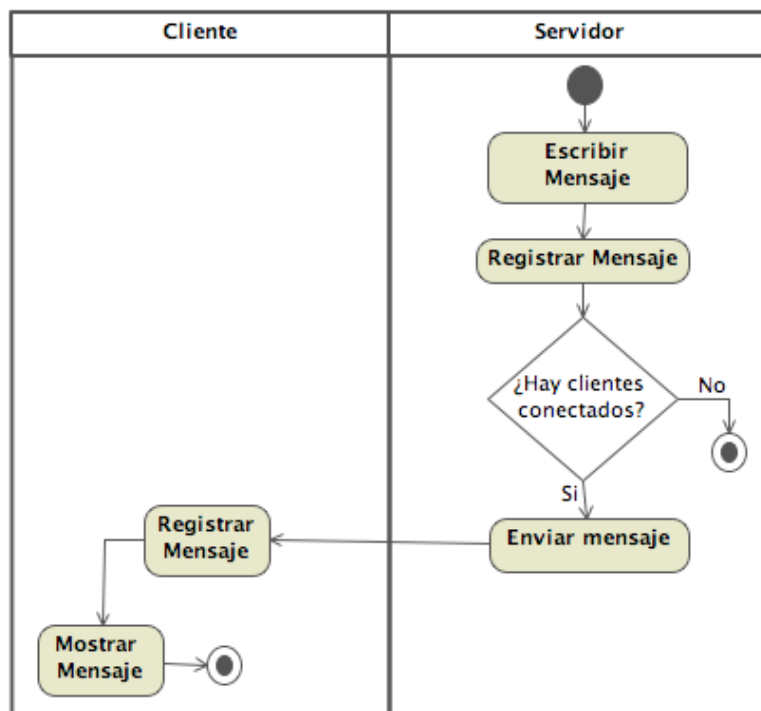 Cliente
Servidor
Escribir
Mensaje
Registrar Mensaje
¿Hay clientes
conectados?
No
Si
Enviar mensaje
Registrar
Mensaje
Mostrar
Mensaje